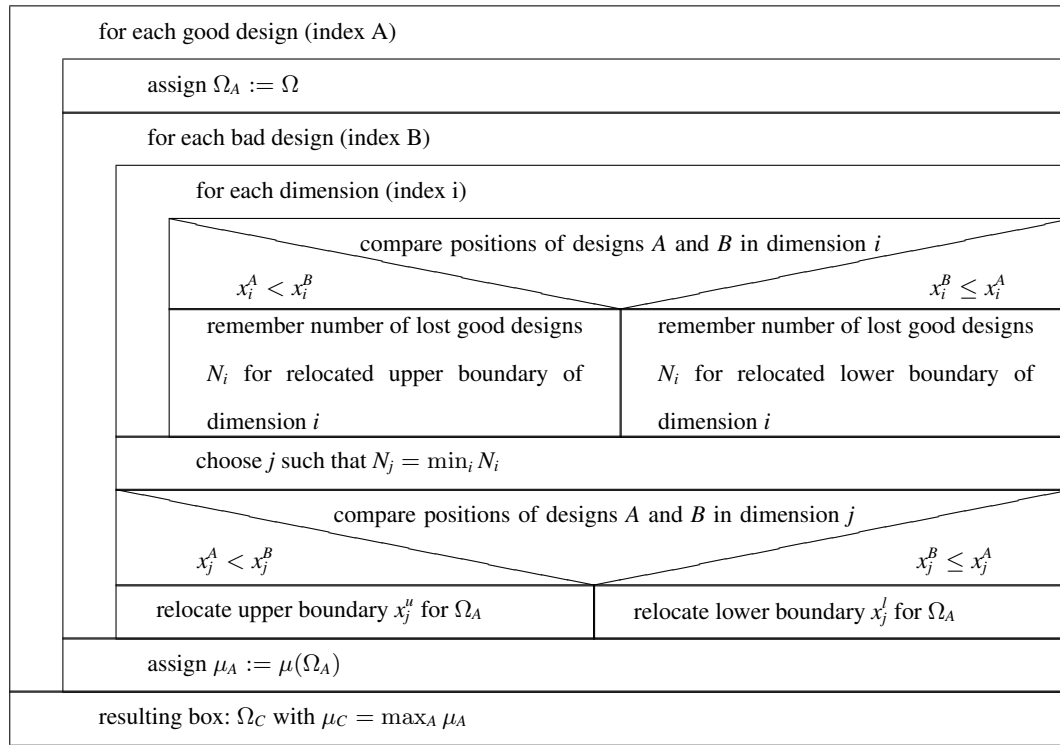 for each good design (index A)
assign Ω_A := Ω
for each bad design (index B)
for each dimension (index i)
compare positions of designs A and B in dimension i
x_i^A < x_i^B
x_i^B ≤ x_i^A
remember number of lost good designs
N_i for relocated upper boundary of
dimension i
remember number of lost good designs
N_i for relocated lower boundary of
dimension i
choose j such that N_j = min_i N_i
compare positions of designs A and B in dimension j
x_j^A < x_j^B
x_j^B ≤ x_j^A
relocate upper boundary x_j^u for Ω_A
relocate lower boundary x_j^l for Ω_A
assign μ_A := μ(Ω_A)
resulting box: Ω_C with μ_C = max_A μ_A